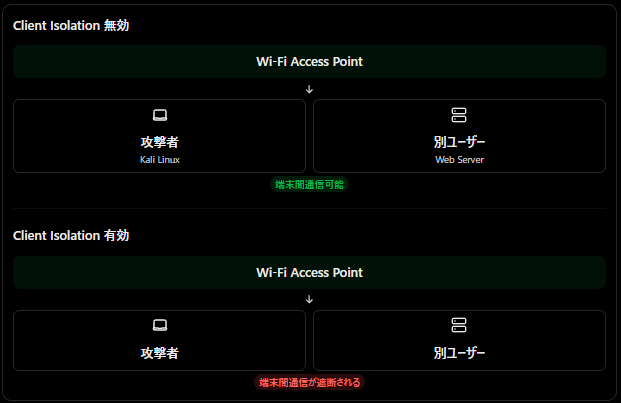 Client Isolation 無効
Wi-Fi Access Point
↓
攻撃者
Kali Linux
別ユーザー
Web Server
端末間通信可能
Client Isolation 有効
Wi-Fi Access Point
↓
攻撃者
別ユーザー
端末間通信が遮断される